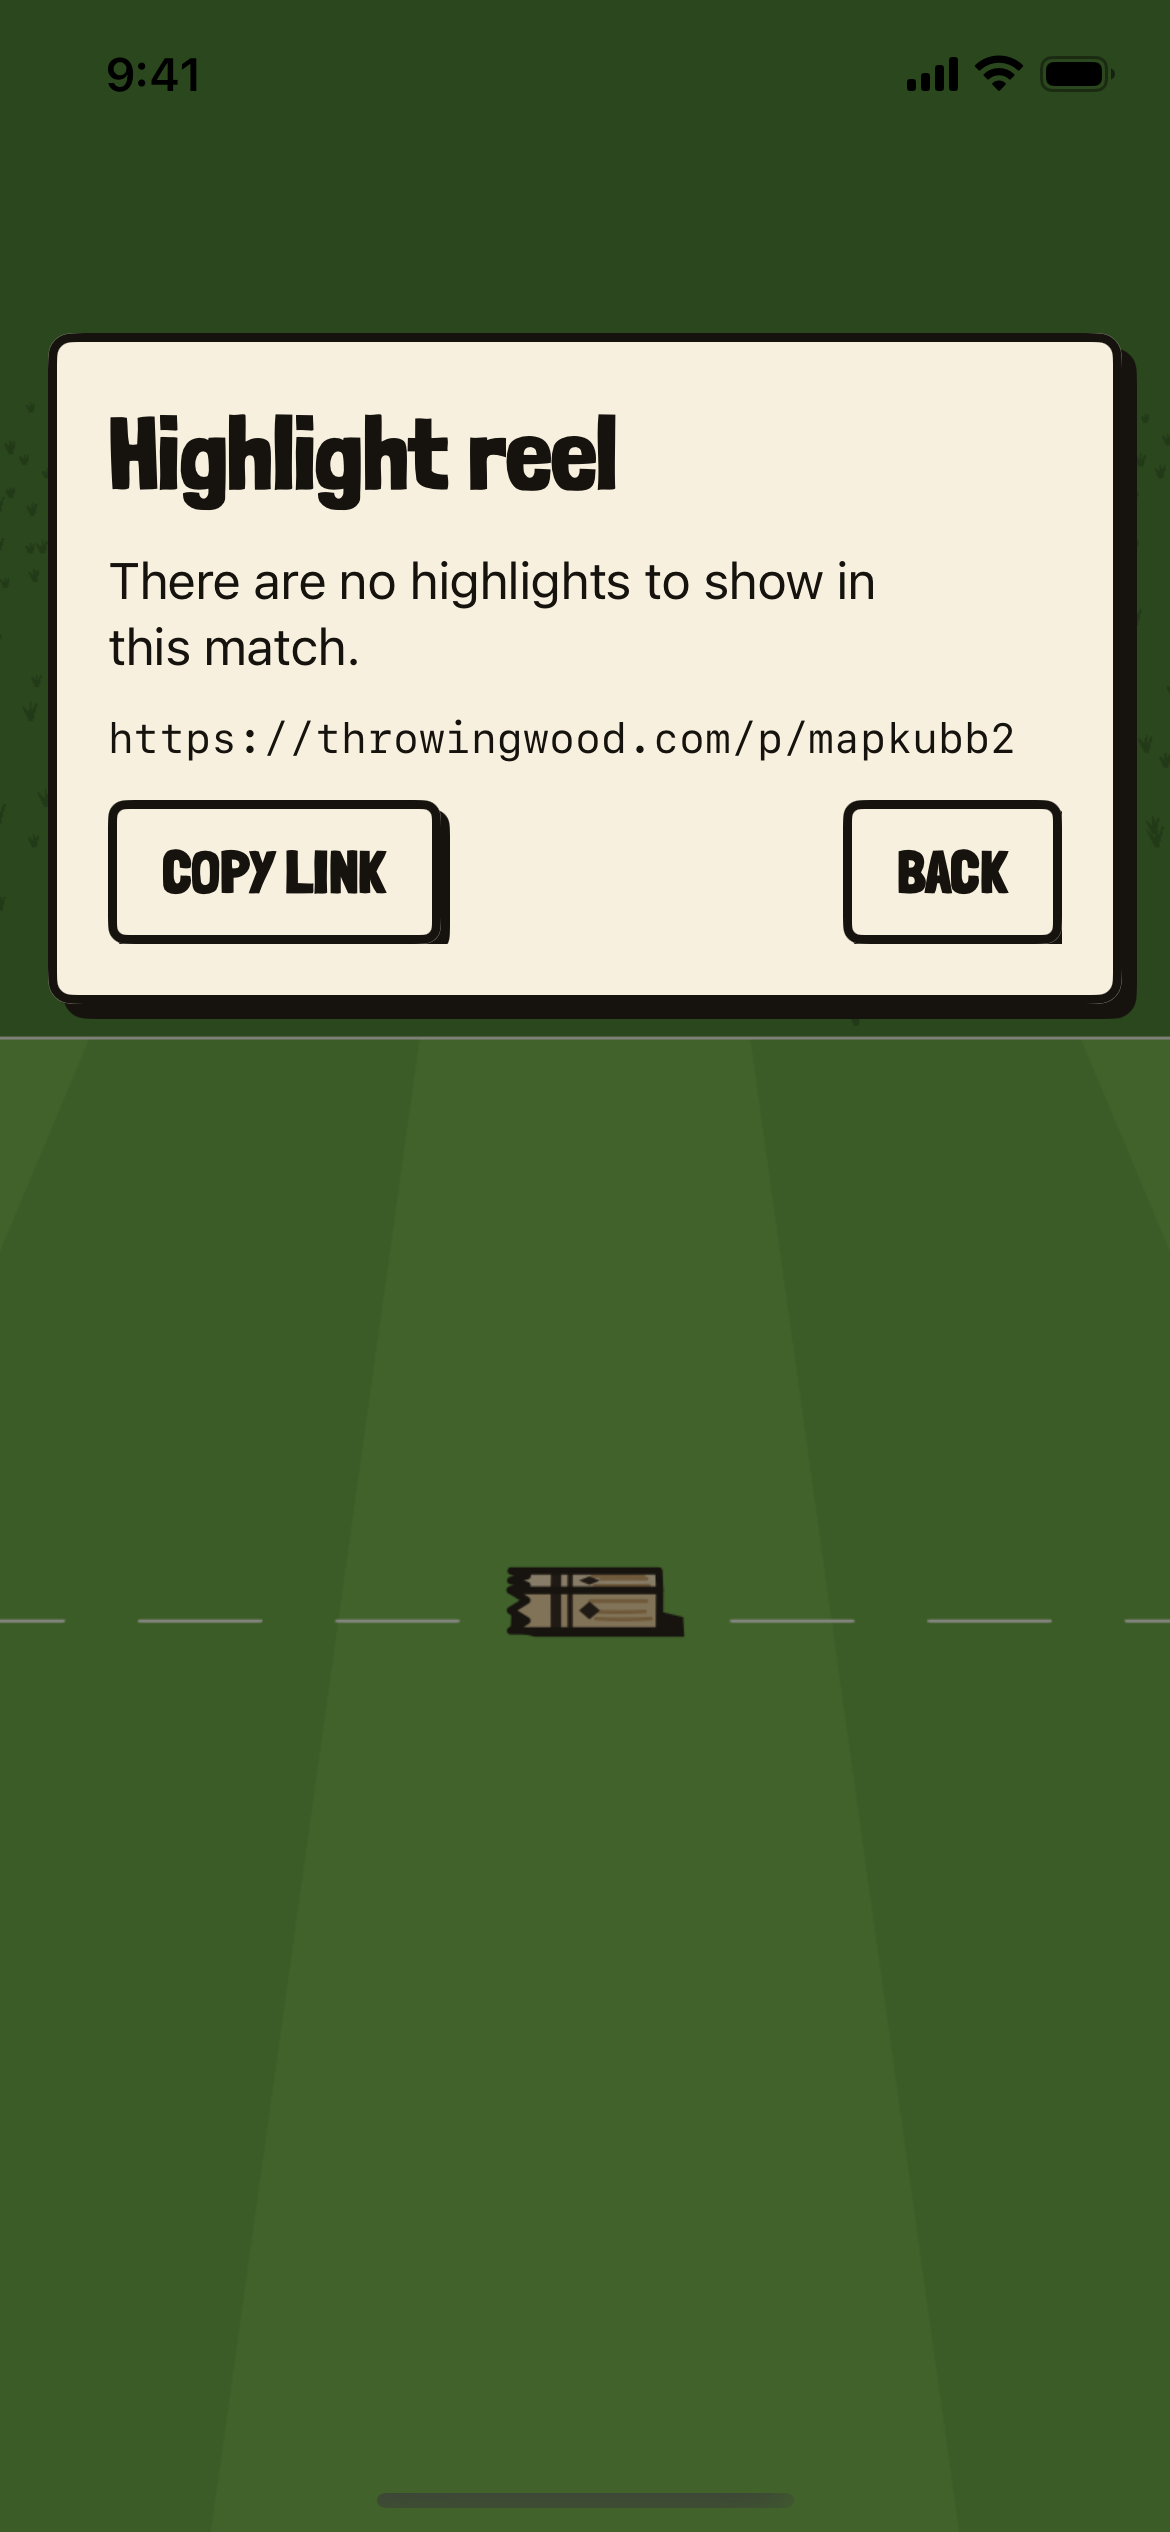 9:41
Highlight reel
There are no highlights to show in
this match.
https://throwingwood.com/p/mapkubb2
COPY LINK
BACK